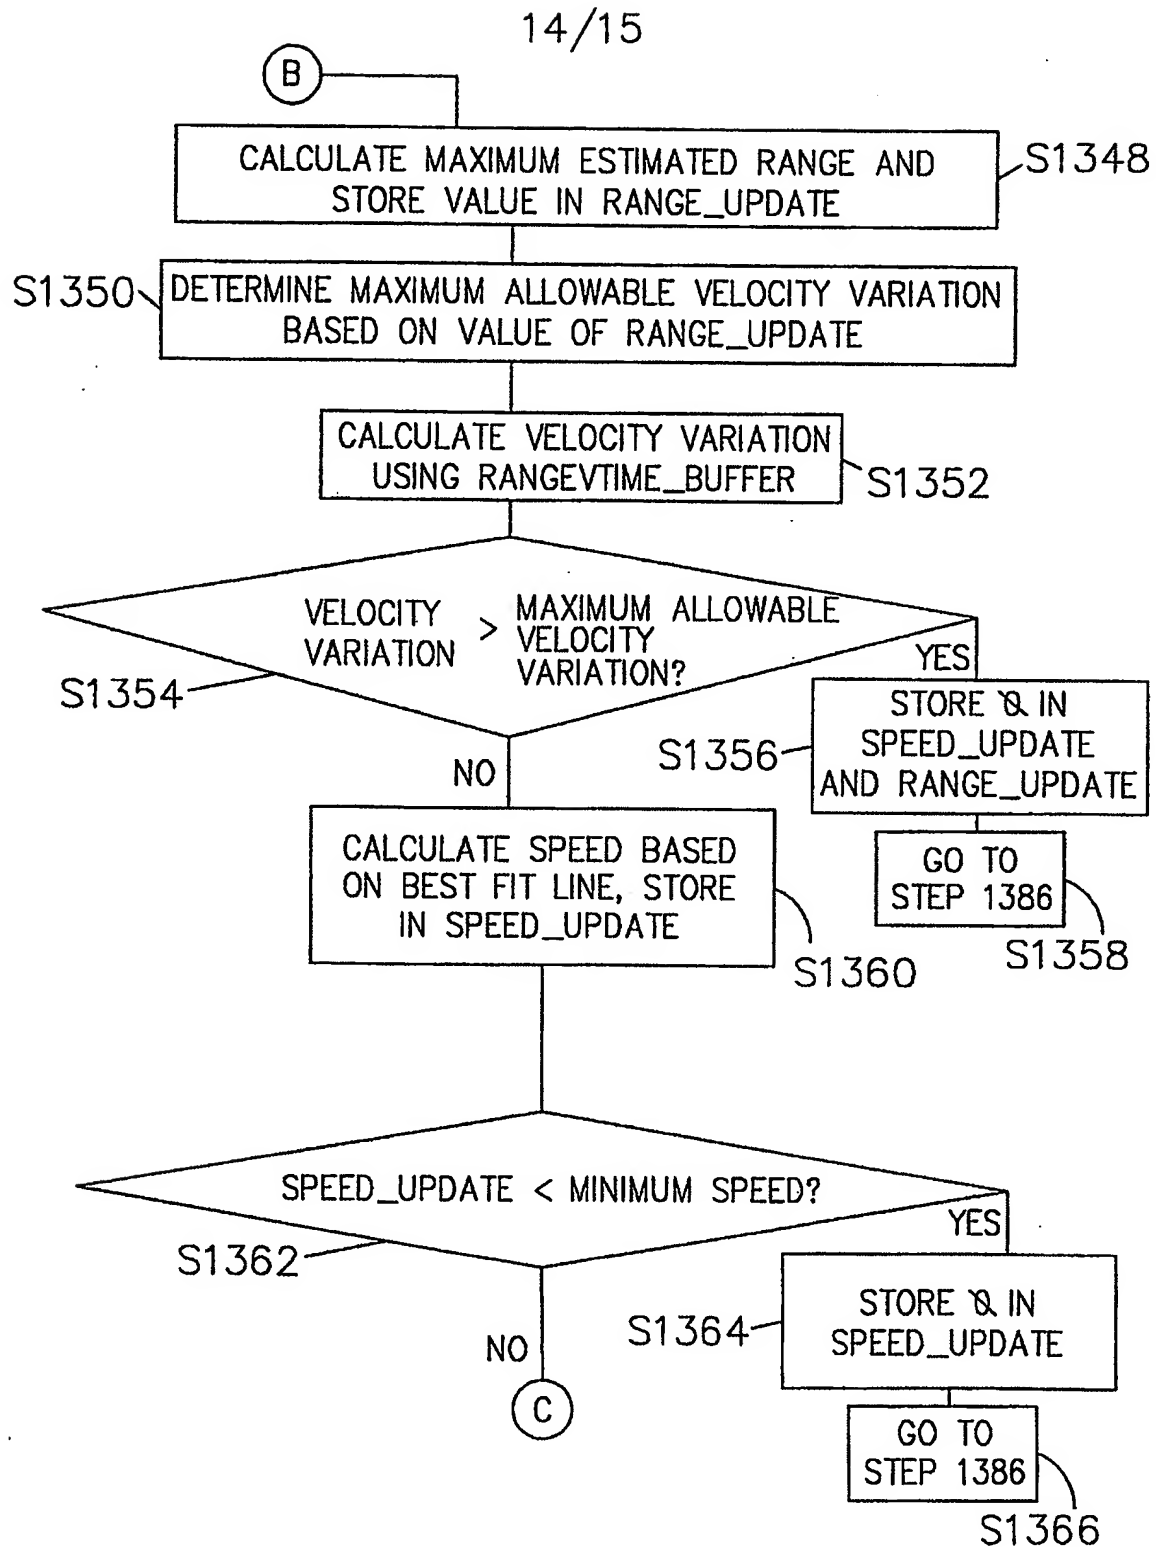 14/15
B
CALCULATE MAXIMUM ESTIMATED RANGE AND
STORE VALUE IN RANGE_UPDATE
S1348
S1350
DETERMINE MAXIMUM ALLOWABLE VELOCITY VARIATION
BASED ON VALUE OF RANGE_UPDATE
CALCULATE VELOCITY VARIATION
USING RANGEVTIME_BUFFER
S1352
VELOCITY
VARIATION
>
MAXIMUM ALLOWABLE
VELOCITY
VARIATION?
S1354
YES
STORE 0 IN
SPEED_UPDATE
AND RANGE_UPDATE
S1356
GO TO
STEP 1386
S1358
NO
CALCULATE SPEED BASED
ON BEST FIT LINE, STORE
IN SPEED_UPDATE
S1360
SPEED_UPDATE < MINIMUM SPEED?
S1362
YES
STORE 0 IN
SPEED_UPDATE
S1364
GO TO
STEP 1386
S1366
NO
C